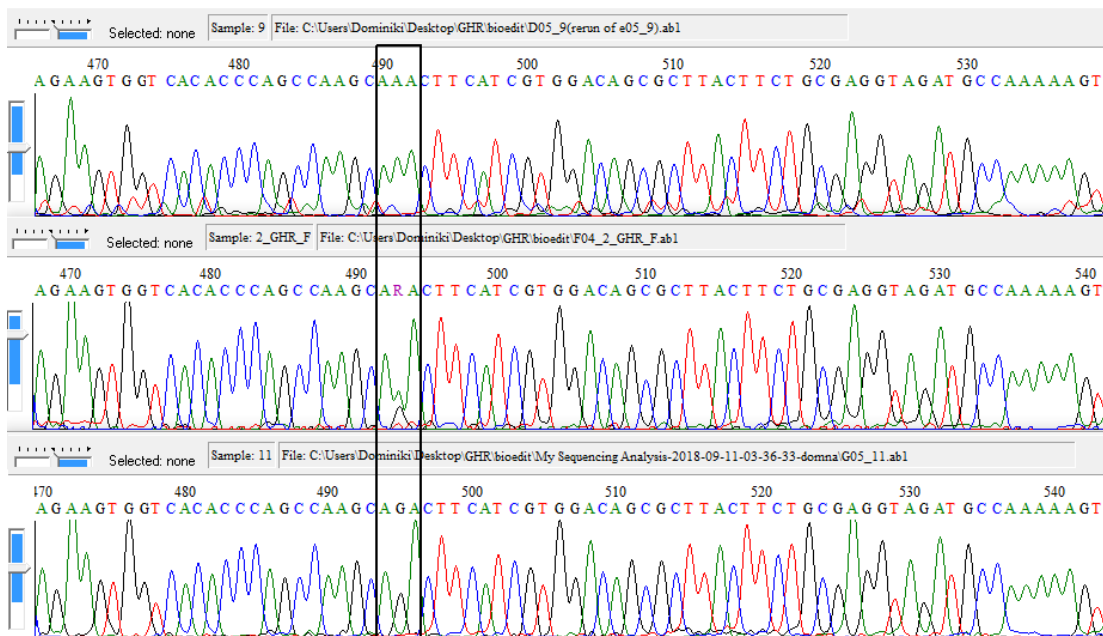 Selected: none Sample: 9 File: C:\Users\Dominiki\Desktop\GHR\bioedit\D05_9(rerun of e05_9).ab1
470 480 490 500 510 520 530
AGAAGTGGTCACACCCAGCCAAGCAAACTTCATCGTGGACAGCGCTTACTTCTGCGAGGTAGATGCCAAAAAGT
Selected: none Sample: 2_GHR_F File: C:\Users\Dominiki\Desktop\GHR\bioedit\F04_2_GHR_F.ab1
470 480 490 500 510 520 530 540
AGAAGTGGTCACACCCAGCCAAGCARACTTCATCGTGGACAGCGCTTACTTCTGCGAGGTAGATGCCAAAAAGT
Selected: none Sample: 11 File: C:\Users\Dominiki\Desktop\GHR\bioedit\My Sequencing Analysis-2018-09-11-03-36-33-domna\G05_11.ab1
470 480 490 500 510 520 530 540
AGAAGTGGTCACACCCAGCCAAGCAGACTTCATCGTGGACAGCGCTTACTTCTGCGAGGTAGATGCCAAAAAGT